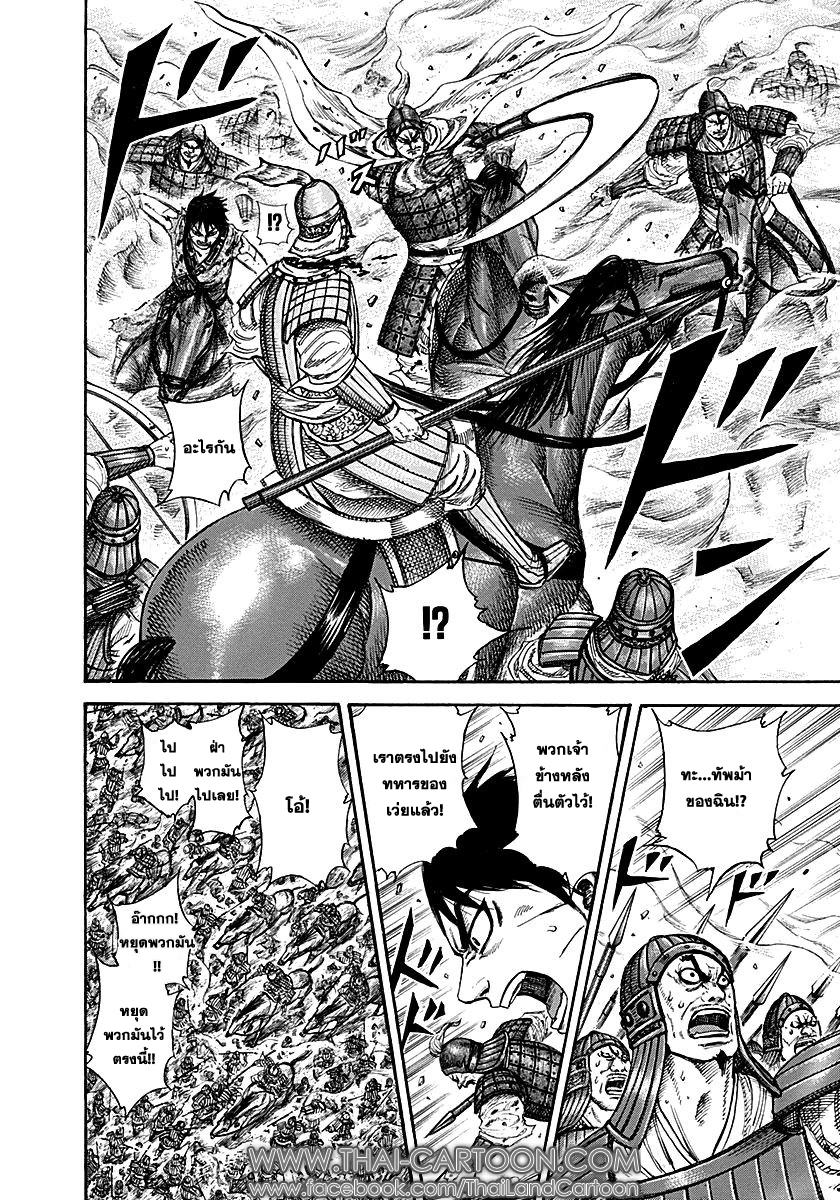 !?
อะไรกัน
!?
ドドドド
ทะ...ทัพม้า
ของฉิน!?
พวกเจ้า
ข้างหลัง
ตื่นตัวไว้!
เราตรงไปยัง
ทหารของ
เว่ยแล้ว!
ドドド
ドドド
โอ้!
ฝ่า
พวกมัน
ไปเลย!
ไป
ไป
ไป!
อ๊ากกก!
หยุดพวกมัน
!!
หยุด
พวกมันไว้
ตรงนี้!!
WWW.THAI-CARTOON.COM
www.facebook.com/ThaiLandCartoon